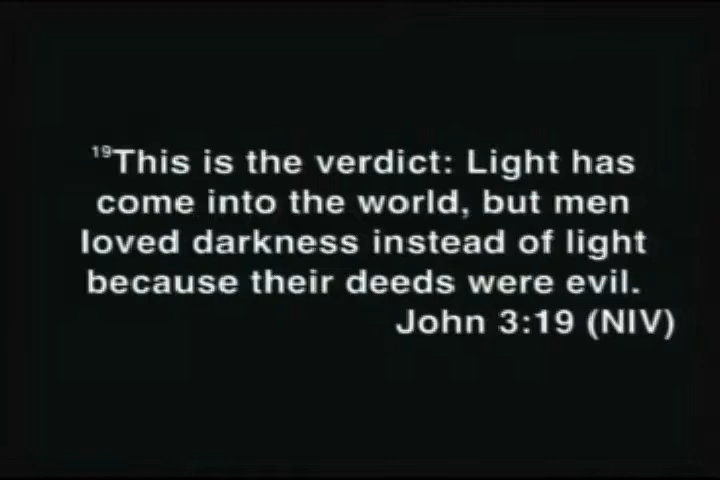 ¹⁹This is the verdict: Light has
come into the world, but men
loved darkness instead of light
because their deeds were evil.
John 3:19 (NIV)